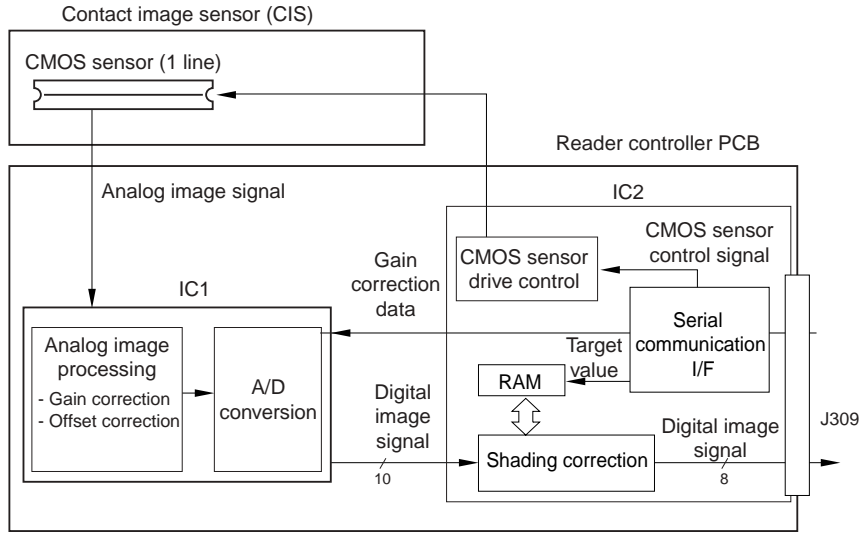 Contact image sensor (CIS)
CMOS sensor (1 line)
Reader controller PCB
Analog image signal
IC2
CMOS sensor
drive control
CMOS sensor
control signal
Gain
correction
data
IC1
Analog image
processing
- Gain correction
- Offset correction
A/D
conversion
Serial
communication
I/F
Target
value
RAM
Digital
image
signal
10
Shading correction
Digital image
signal
8
J309